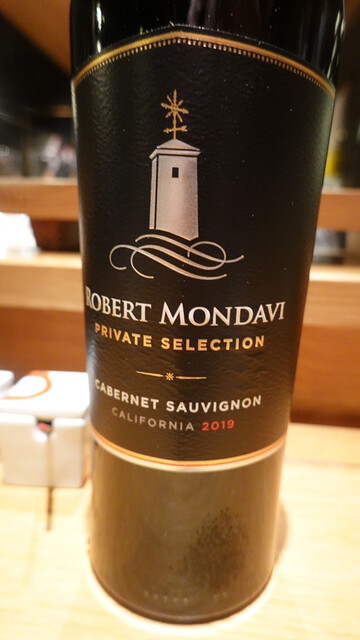 ROBERT MONDAVI
PRIVATE SELECTION
CABERNET SAUVIGNON
CALIFORNIA 2019